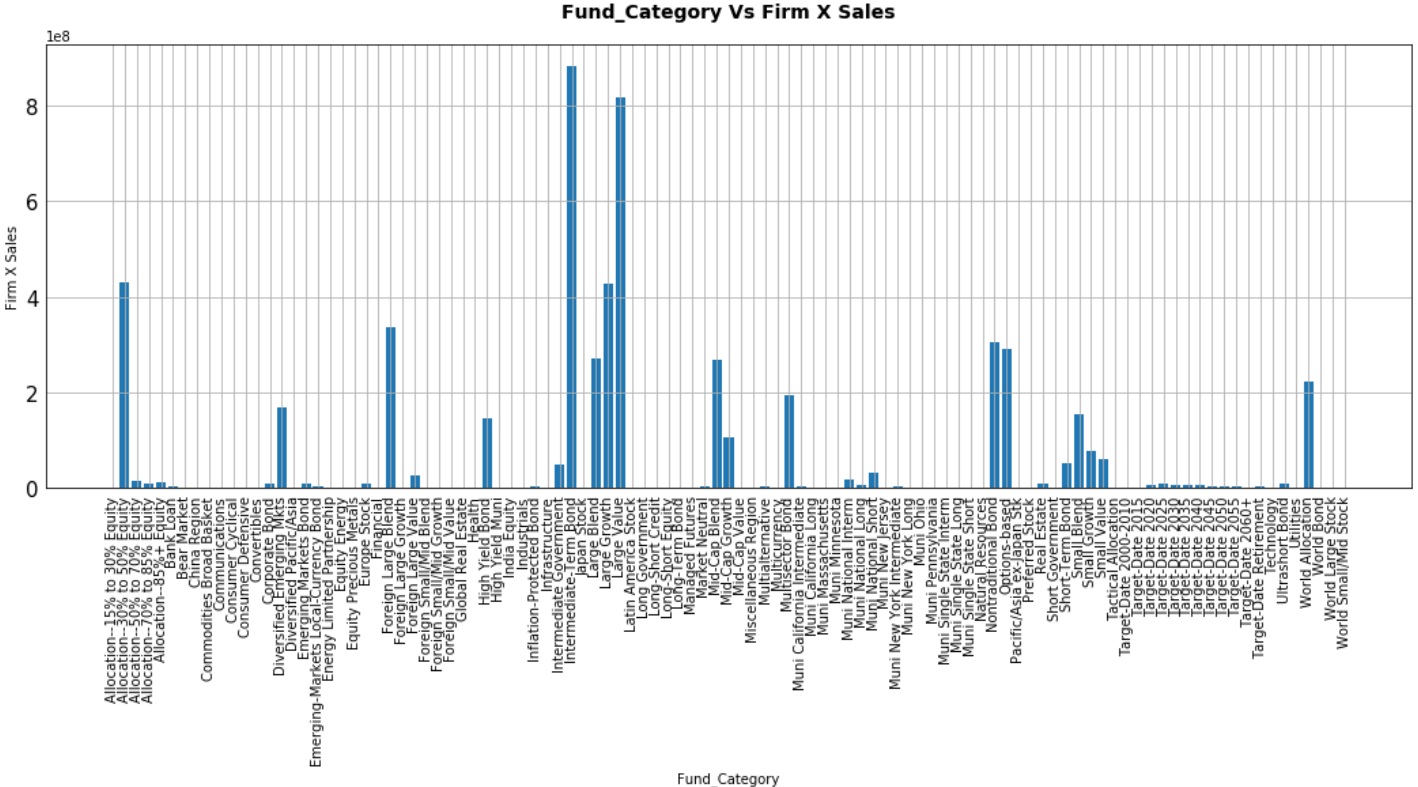 Fund_Category Vs Firm X Sales
1e8
8
6
4
2
0
Firm X Sales
Allocation--15% to 30% Equity
Allocation--30% to 50% Equity
Allocation--50% to 70% Equity
Allocation--70% to 85% Equity
Allocation--85%+ Equity
Bank Loan
Bear Market
China Region
Commodities Broad Basket
Communications
Consumer Cyclical
Consumer Defensive
Convertibles
Corporate Bond
Diversified Emerging Mkts
Diversified Pacific/Asia
Emerging Markets Bond
Emerging-Markets Local-Currency Bond
Energy Limited Partnership
Equity Energy
Equity Precious Metals
Europe Stock
Financial
Foreign Large Blend
Foreign Large Growth
Foreign Large Value
Foreign Small/Mid Blend
Foreign Small/Mid Growth
Foreign Small/Mid Value
Global Real Estate
Health
High Yield Bond
High Yield Muni
India Equity
Industrials
Inflation-Protected Bond
Infrastructure
Intermediate Government
Intermediate-Term Bond
Japan Stock
Large Blend
Large Growth
Large Value
Latin America Stock
Long Government
Long-Short Credit
Long-Short Equity
Long-Term Bond
Managed Futures
Market Neutral
Mid-Cap Blend
Mid-Cap Growth
Mid-Cap Value
Miscellaneous Region
Multialternative
Multicurrency
Multisector Bond
Muni California Intermediate
Muni California Long
Muni Massachusetts
Muni Minnesota
Muni National Interm
Muni National Long
Muni National Short
Muni New Jersey
Muni New York Intermediate
Muni New York Long
Muni Ohio
Muni Pennsylvania
Muni Single State Interm
Muni Single State Long
Muni Single State Short
Natural Resources
Nontraditional Bond
Options-based
Pacific/Asia ex-Japan Stk
Preferred Stock
Real Estate
Short Government
Short-Term Bond
Small Blend
Small Growth
Small Value
Tactical Allocation
Target-Date 2000-2010
Target-Date 2015
Target-Date 2020
Target-Date 2025
Target-Date 2030
Target-Date 2035
Target-Date 2040
Target-Date 2045
Target-Date 2050
Target-Date 2055
Target-Date 2060+
Target-Date Retirement
Technology
Ultrashort Bond
Utilities
World Allocation
World Bond
World Large Stock
World Small/Mid Stock
Fund_Category